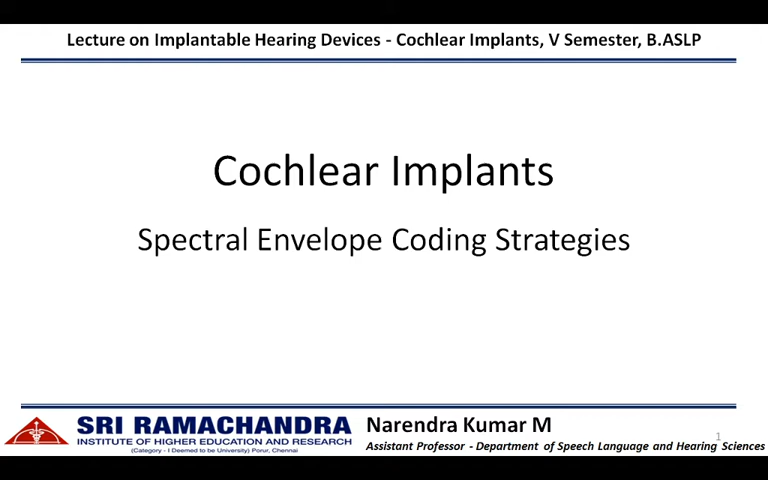 Lecture on Implantable Hearing Devices - Cochlear Implants, V Semester, B.ASLP
Cochlear Implants
Spectral Envelope Coding Strategies
SRI RAMACHANDRA
INSTITUTE OF HIGHER EDUCATION AND RESEARCH
(Category - I Deemed to be University) Porur, Chennai
Narendra Kumar M
Assistant Professor - Department of Speech Language and Hearing Sciences
1